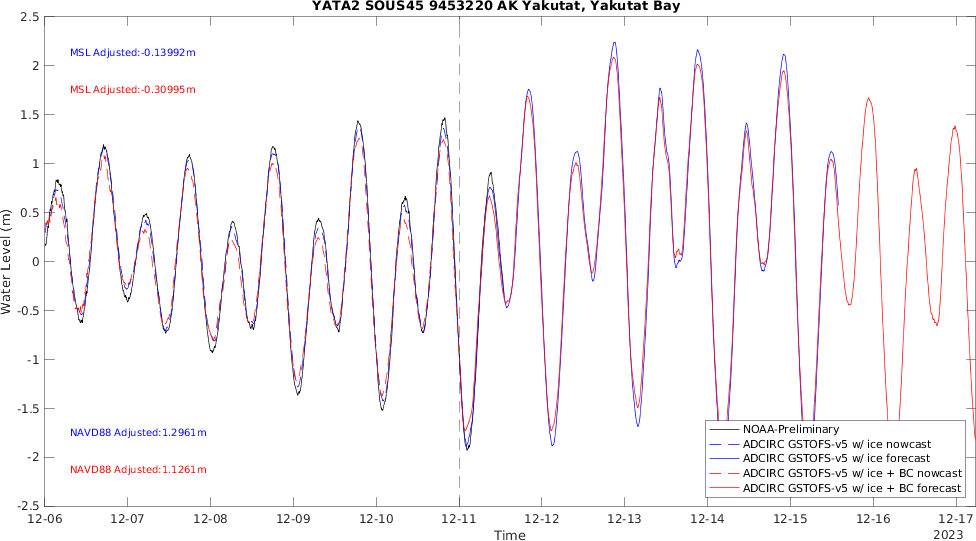 YATA2 SOUS45 9453220 AK Yakutat, Yakutat Bay
2.5
2
1.5
1
0.5
0
-0.5
-1
-1.5
-2
-2.5
Water Level (m)
MSL Adjusted:-0.13992m
MSL Adjusted:-0.30995m
NAVD88 Adjusted:1.2961m
NAVD88 Adjusted:1.1261m
NOAA-Preliminary
ADCIRC GSTOFS-v5 w/ ice nowcast
ADCIRC GSTOFS-v5 w/ ice forecast
ADCIRC GSTOFS-v5 w/ ice + BC nowcast
ADCIRC GSTOFS-v5 w/ ice + BC forecast
12-06 12-07 12-08 12-09 12-10 12-11 12-12 12-13 12-14 12-15 12-16 12-17
Time
2023